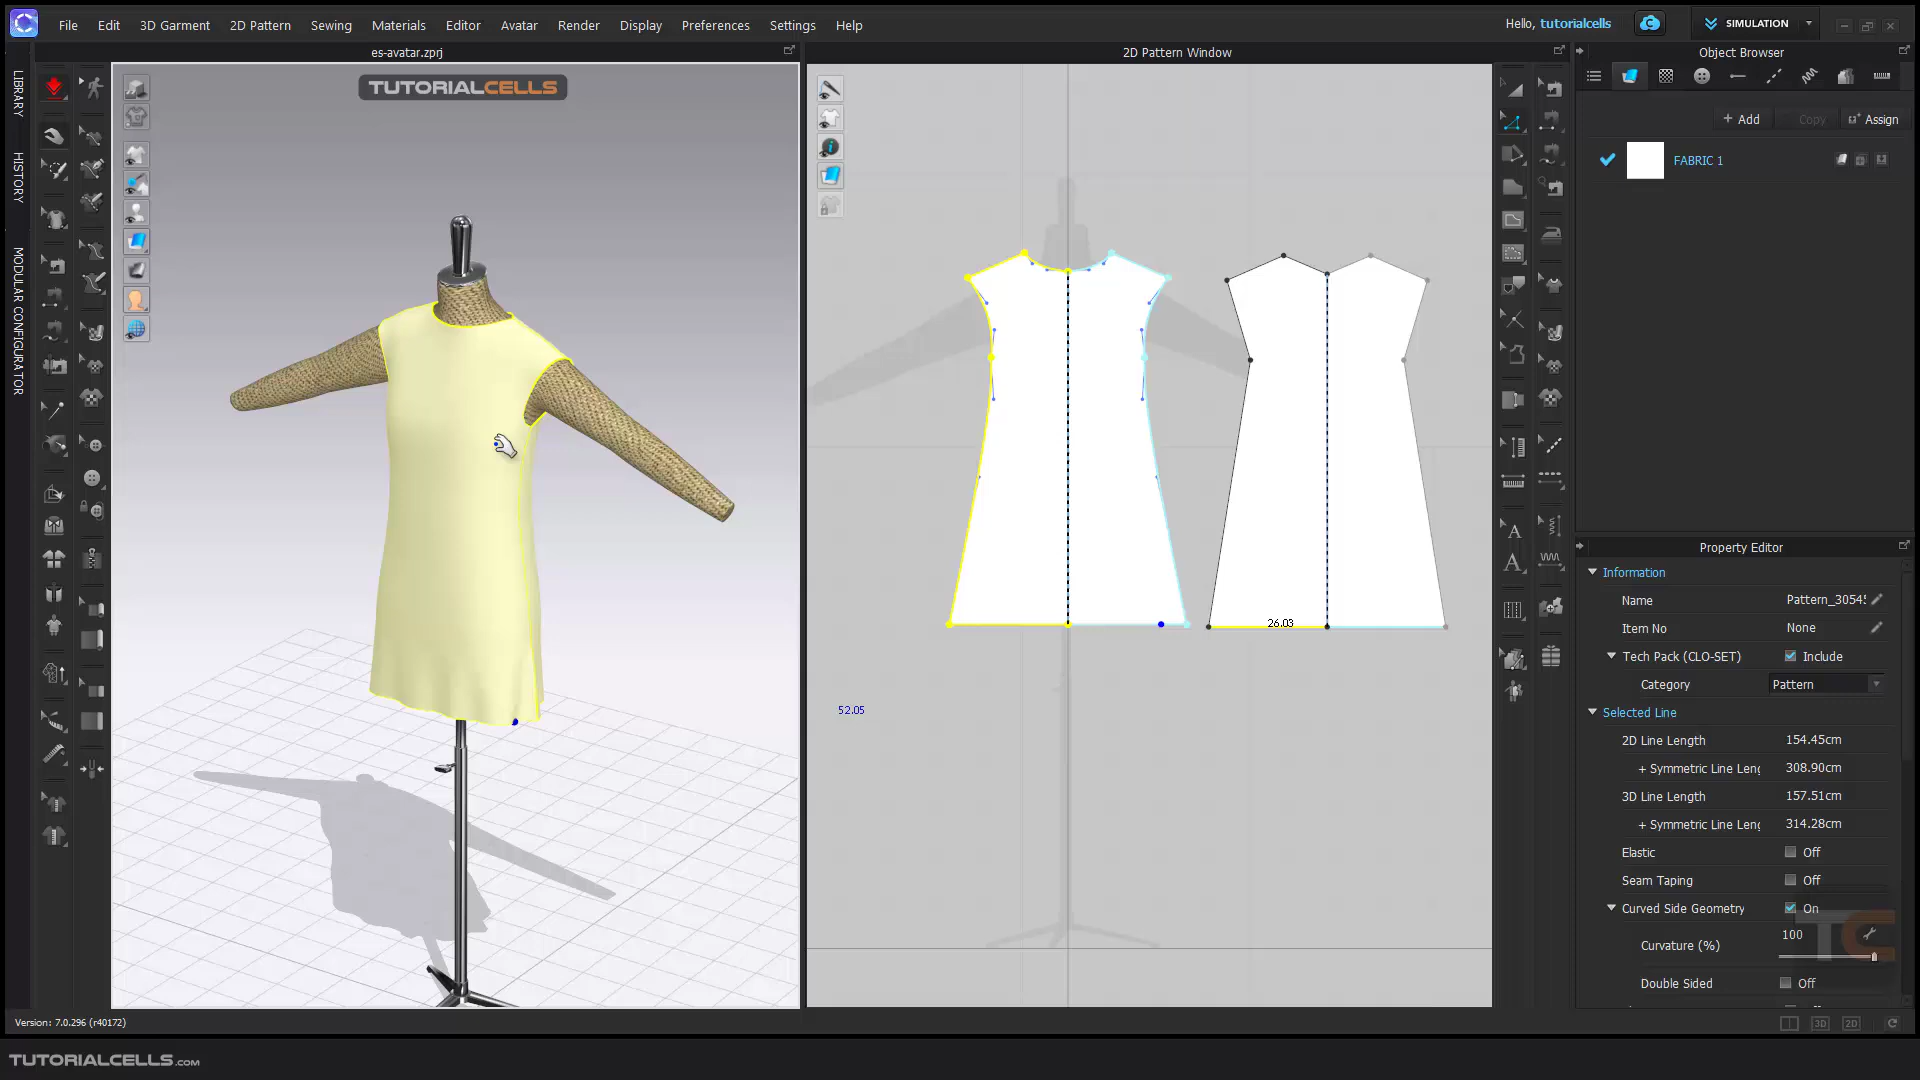 File Edit 3D Garment 2D Pattern Sewing Materials Editor Avatar Render Display Preferences Settings Help
Hello, tutorialcells
SIMULATION
es-avatar.zprj
2D Pattern Window
Object Browser
LIBRARY
HISTORY
MODULAR CONFIGURATOR
TUTORIALCELLS
+ Add Copy Assign
FABRIC 1
26.03
52.05
A
A
Property Editor
Information
Name Pattern_3054
Item No None
Tech Pack (CLO-SET) Include
Category Pattern
Selected Line
2D Line Length 154.45cm
+ Symmetric Line Leng 308.90cm
3D Line Length 157.51cm
+ Symmetric Line Leng 314.28cm
Elastic Off
Seam Taping Off
Curved Side Geometry On
Curvature (%) 100
TC
Double Sided Off
Version: 7.0.296 (r40172)
3D 2D
TUTORIALCELLS.com